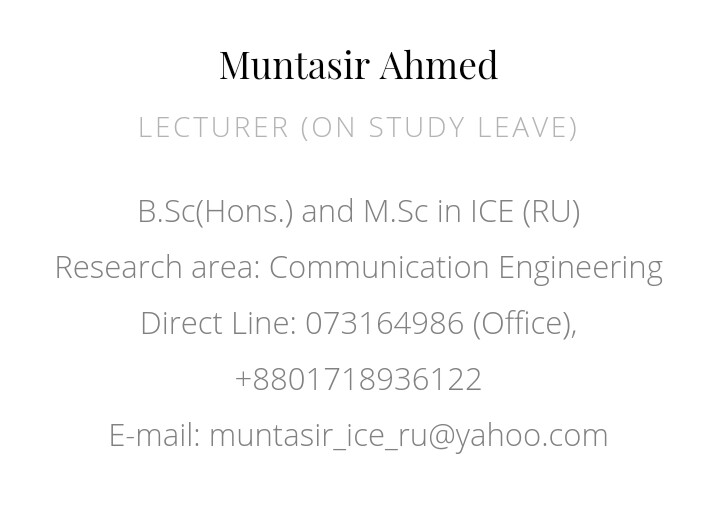 Muntasir Ahmed
LECTURER (ON STUDY LEAVE)
B.Sc(Hons.) and M.Sc in ICE (RU)
Research area: Communication Engineering
Direct Line: 073164986 (Office),
+8801718936122
E-mail: muntasir_ice_ru@yahoo.com